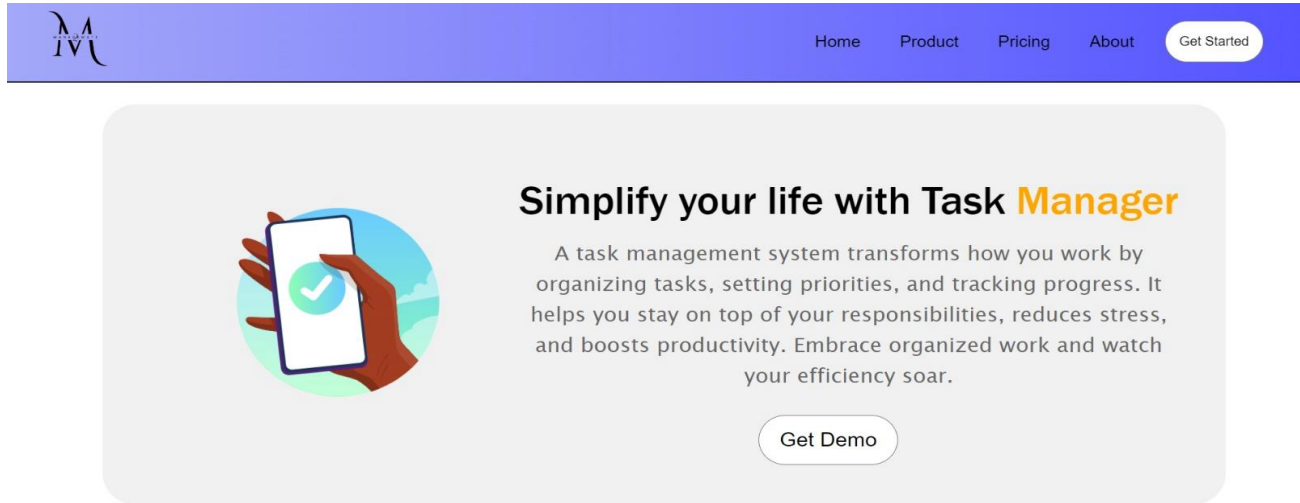 M
Home Product Pricing About Get Started
Simplify your life with Task Manager
A task management system transforms how you work by
organizing tasks, setting priorities, and tracking progress. It
helps you stay on top of your responsibilities, reduces stress,
and boosts productivity. Embrace organized work and watch
your efficiency soar.
Get Demo